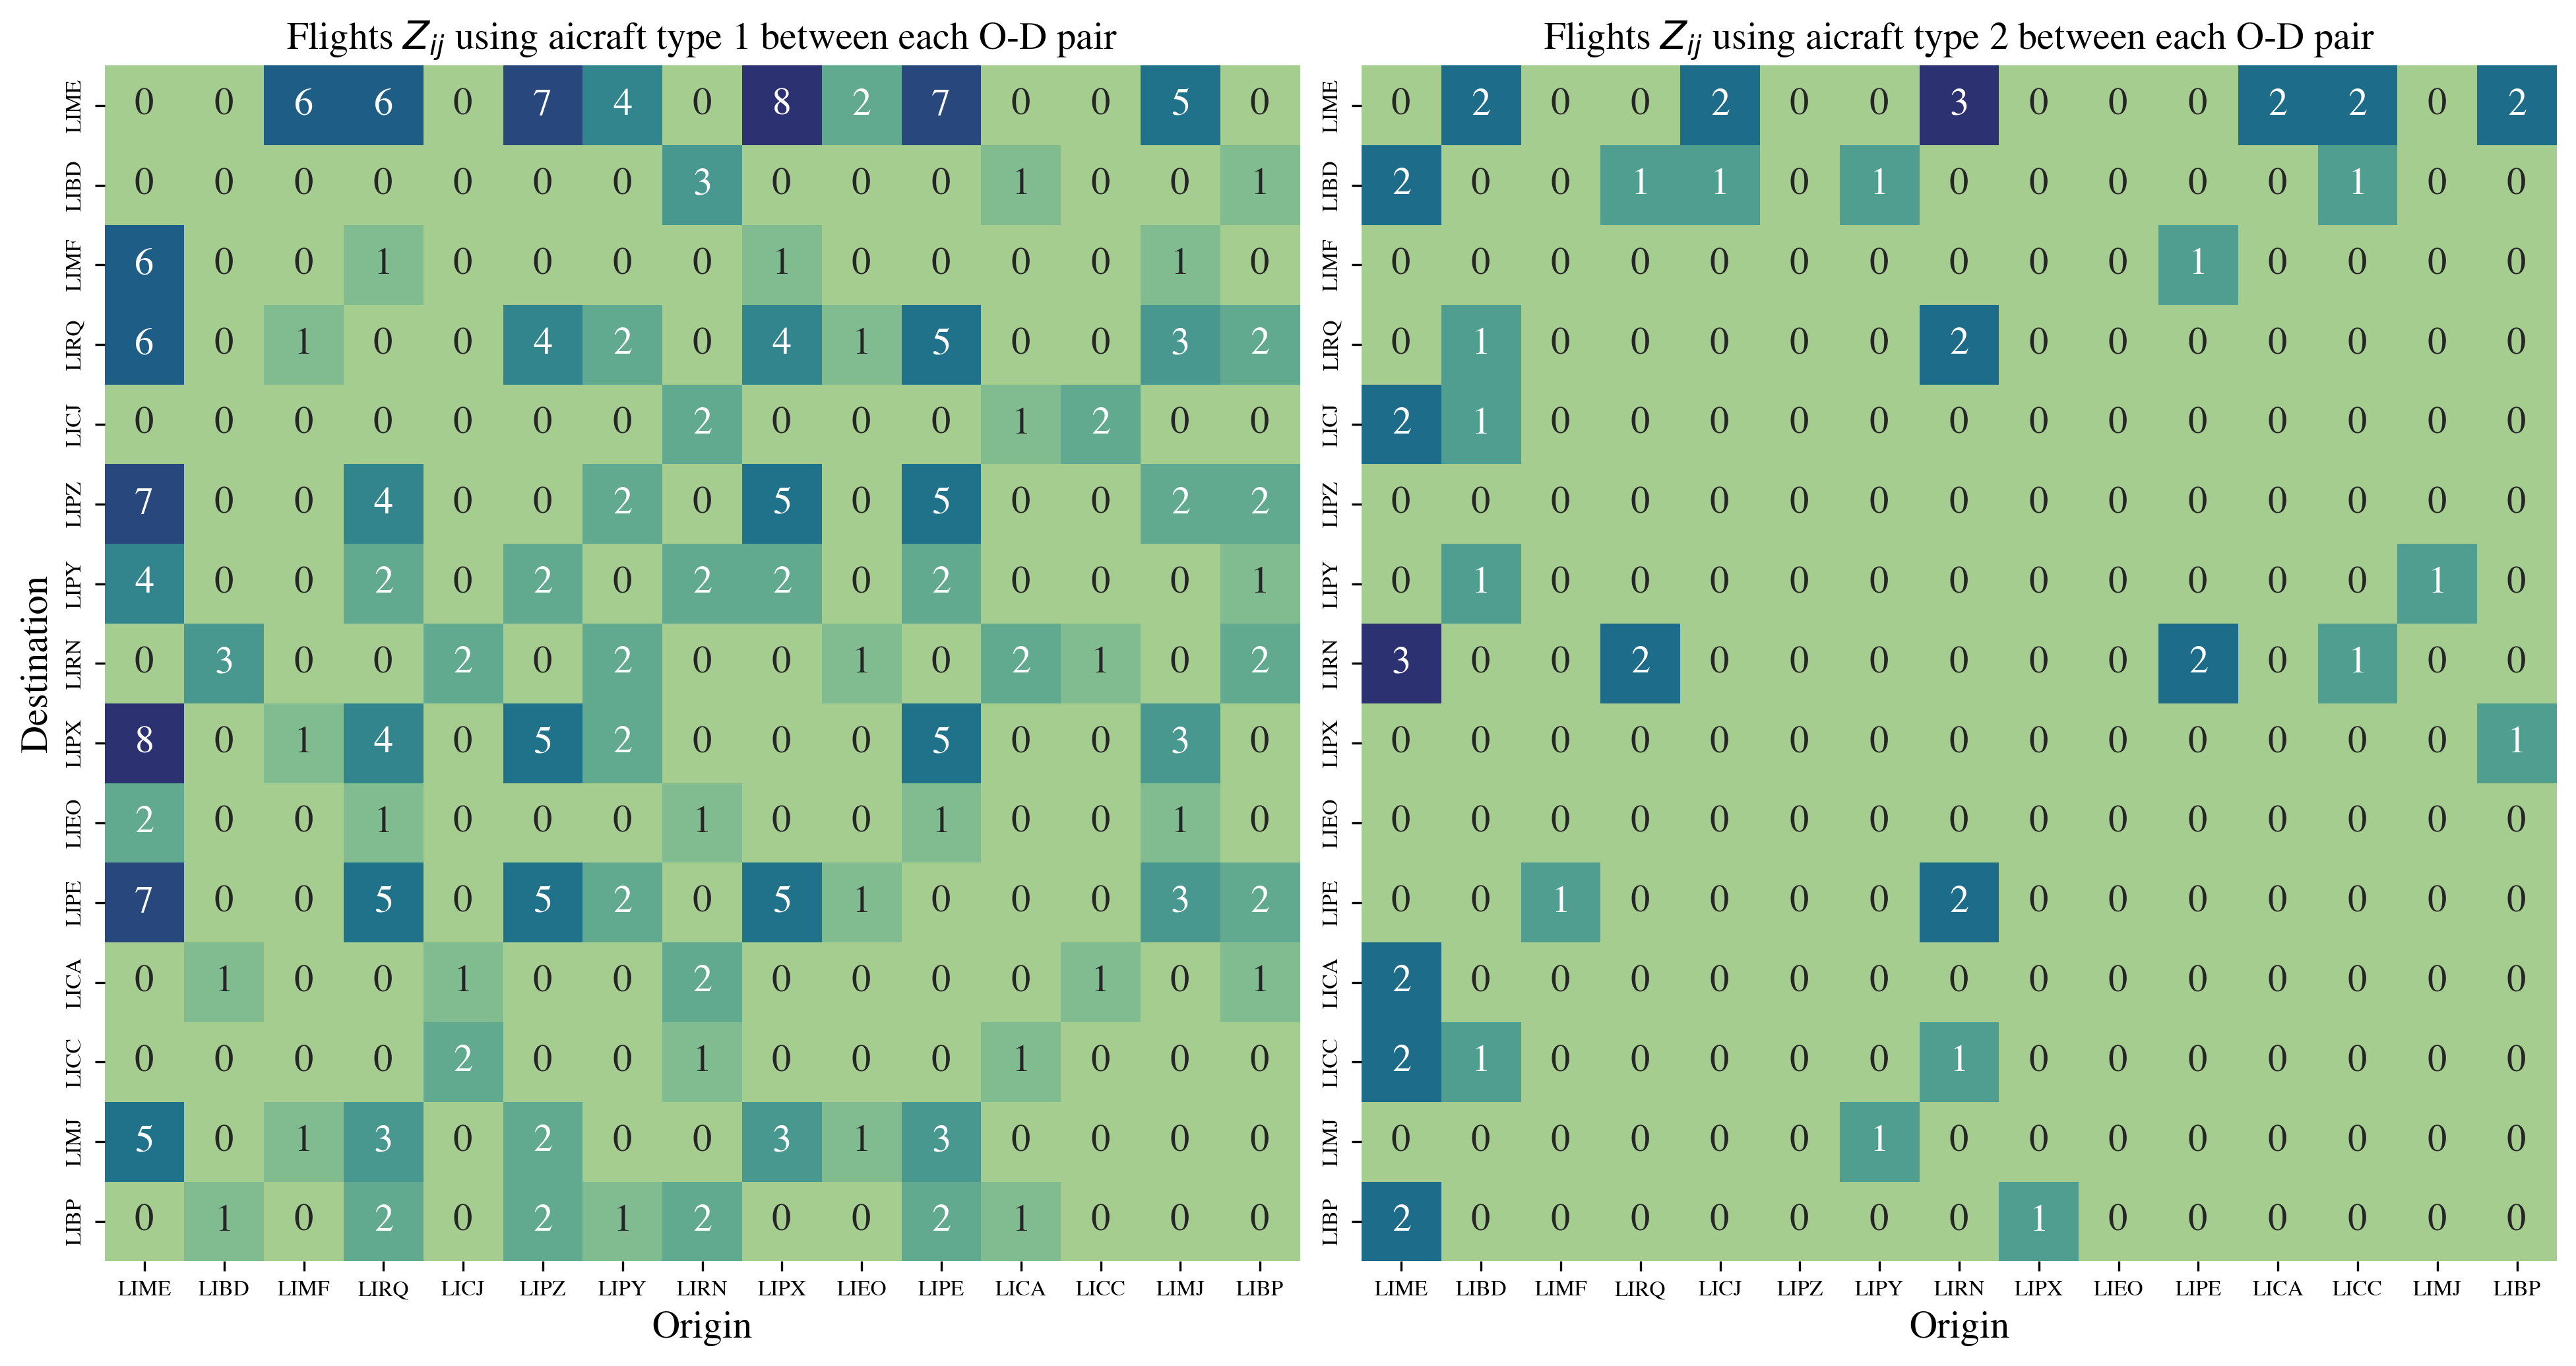 Flights Z_ij using aicraft type 1 between each O-D pair
LIME 0 0 6 6 0 7 4 0 8 2 7 0 0 5 0
LIBD 0 0 0 0 0 0 0 3 0 0 0 1 0 0 1
LIMF 6 0 0 1 0 0 0 0 1 0 0 0 0 1 0
LIRQ 6 0 1 0 0 4 2 0 4 1 5 0 0 3 2
LICJ 0 0 0 0 0 0 0 2 0 0 0 1 2 0 0
LIPZ 7 0 0 4 0 0 2 0 5 0 5 0 0 2 2
LIPY 4 0 0 2 0 2 0 2 2 0 2 0 0 0 1
LIRN 0 3 0 0 2 0 2 0 0 1 0 2 1 0 2
LIPX 8 0 1 4 0 5 2 0 0 0 5 0 0 3 0
LIEO 2 0 0 1 0 0 0 1 0 0 1 0 0 1 0
LIPE 7 0 0 5 0 5 2 0 5 1 0 0 0 3 2
LICA 0 1 0 0 1 0 0 2 0 0 0 0 1 0 1
LICC 0 0 0 0 2 0 0 1 0 0 0 1 0 0 0
LIMJ 5 0 1 3 0 2 0 0 3 1 3 0 0 0 0
LIBP 0 1 0 2 0 2 1 2 0 0 2 1 0 0 0
LIME LIBD LIMF LIRQ LICJ LIPZ LIPY LIRN LIPX LIEO LIPE LICA LICC LIMJ LIBP
Origin
Destination
Flights Z_ij using aicraft type 2 between each O-D pair
LIME 0 2 0 0 2 0 0 3 0 0 0 2 2 0 2
LIBD 2 0 0 1 1 0 1 0 0 0 0 0 1 0 0
LIMF 0 0 0 0 0 0 0 0 0 0 1 0 0 0 0
LIRQ 0 1 0 0 0 0 0 2 0 0 0 0 0 0 0
LICJ 2 1 0 0 0 0 0 0 0 0 0 0 0 0 0
LIPZ 0 0 0 0 0 0 0 0 0 0 0 0 0 0 0
LIPY 0 1 0 0 0 0 0 0 0 0 0 0 0 1 0
LIRN 3 0 0 2 0 0 0 0 0 0 2 0 1 0 0
LIPX 0 0 0 0 0 0 0 0 0 0 0 0 0 0 1
LIEO 0 0 0 0 0 0 0 0 0 0 0 0 0 0 0
LIPE 0 0 1 0 0 0 0 2 0 0 0 0 0 0 0
LICA 2 0 0 0 0 0 0 0 0 0 0 0 0 0 0
LICC 2 1 0 0 0 0 0 1 0 0 0 0 0 0 0
LIMJ 0 0 0 0 0 0 1 0 0 0 0 0 0 0 0
LIBP 2 0 0 0 0 0 0 0 1 0 0 0 0 0 0
LIME LIBD LIMF LIRQ LICJ LIPZ LIPY LIRN LIPX LIEO LIPE LICA LICC LIMJ LIBP
Origin